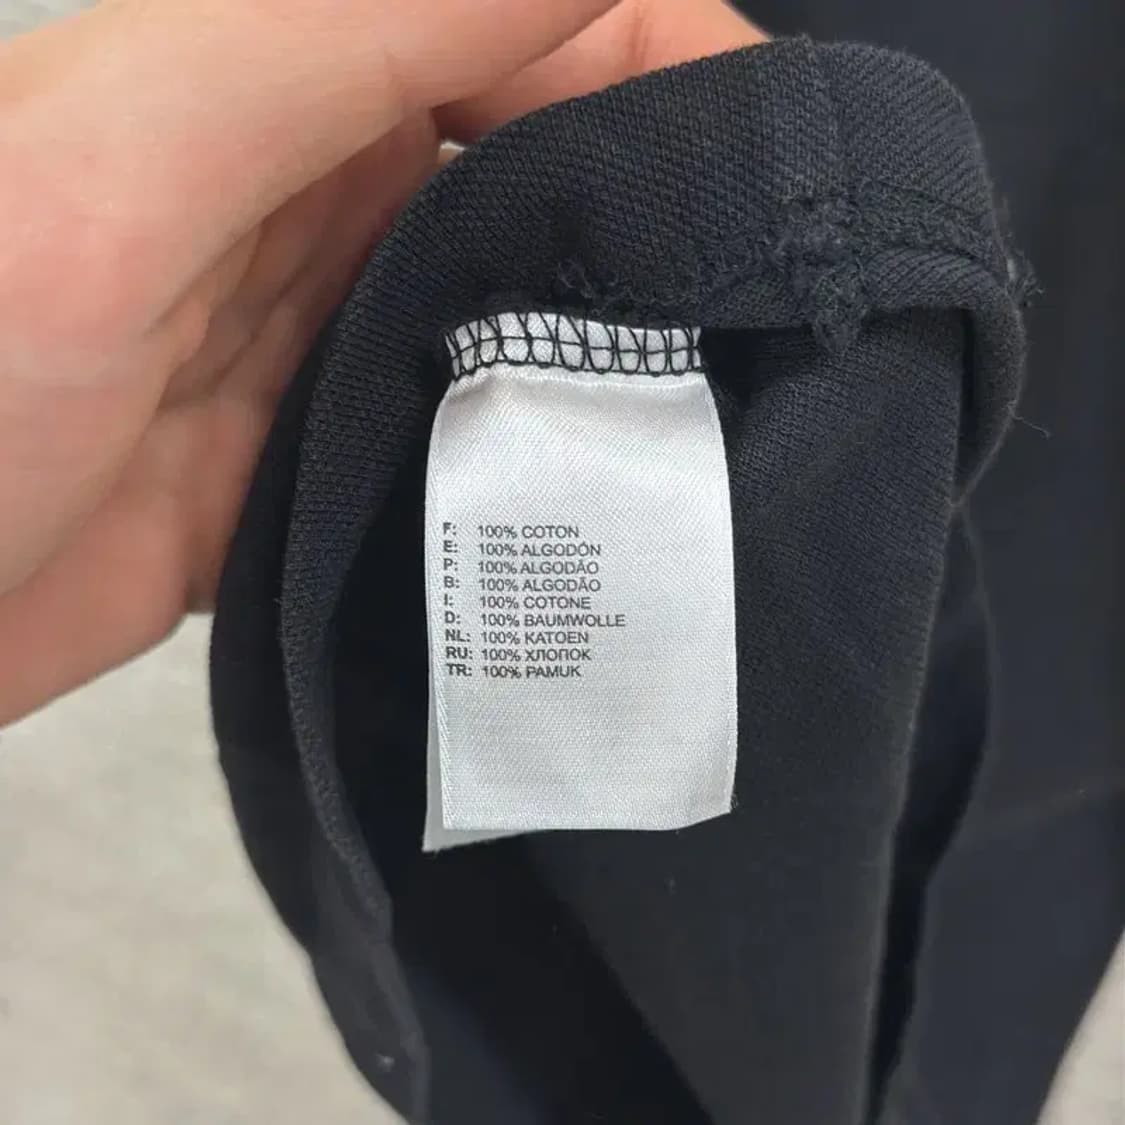 F: 100% COTON
E: 100% ALGODÓN
P: 100% ALGODÃO
B: 100% ALGODÃO
I: 100% COTONE
D: 100% BAUMWOLLE
NL: 100% KATOEN
RU: 100% ХЛОПОК
TR: 100% PAMUK